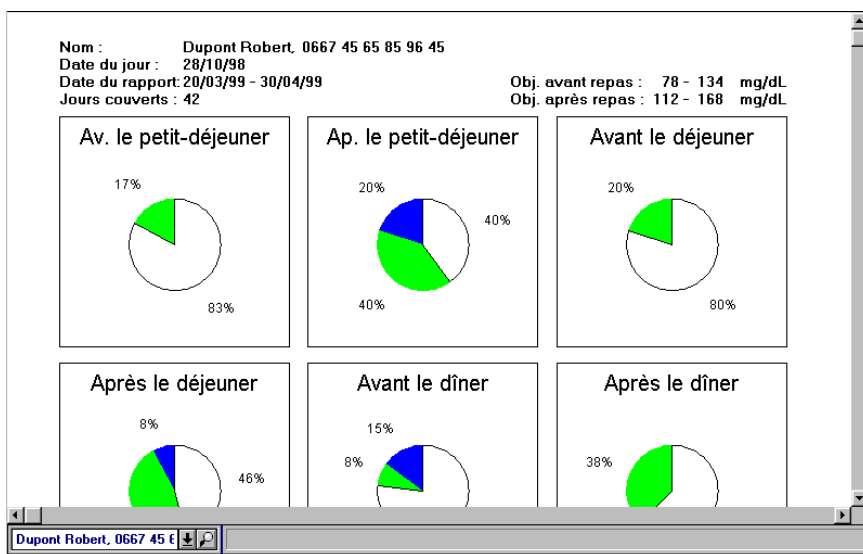 Nom : Dupont Robert, 0667 45 65 85 96 45
Date du jour : 28/10/98
Date du rapport: 20/03/99 - 30/04/99
Jours couverts : 42
Obj. avant repas : 78 - 134 mg/dL
Obj. après repas : 112 - 168 mg/dL
Av. le petit-déjeuner
17%
83%
Ap. le petit-déjeuner
20%
40%
40%
Avant le déjeuner
20%
80%
Après le déjeuner
8%
46%
Avant le dîner
15%
8%
Après le dîner
38%
Dupont Robert, 0667 45 6